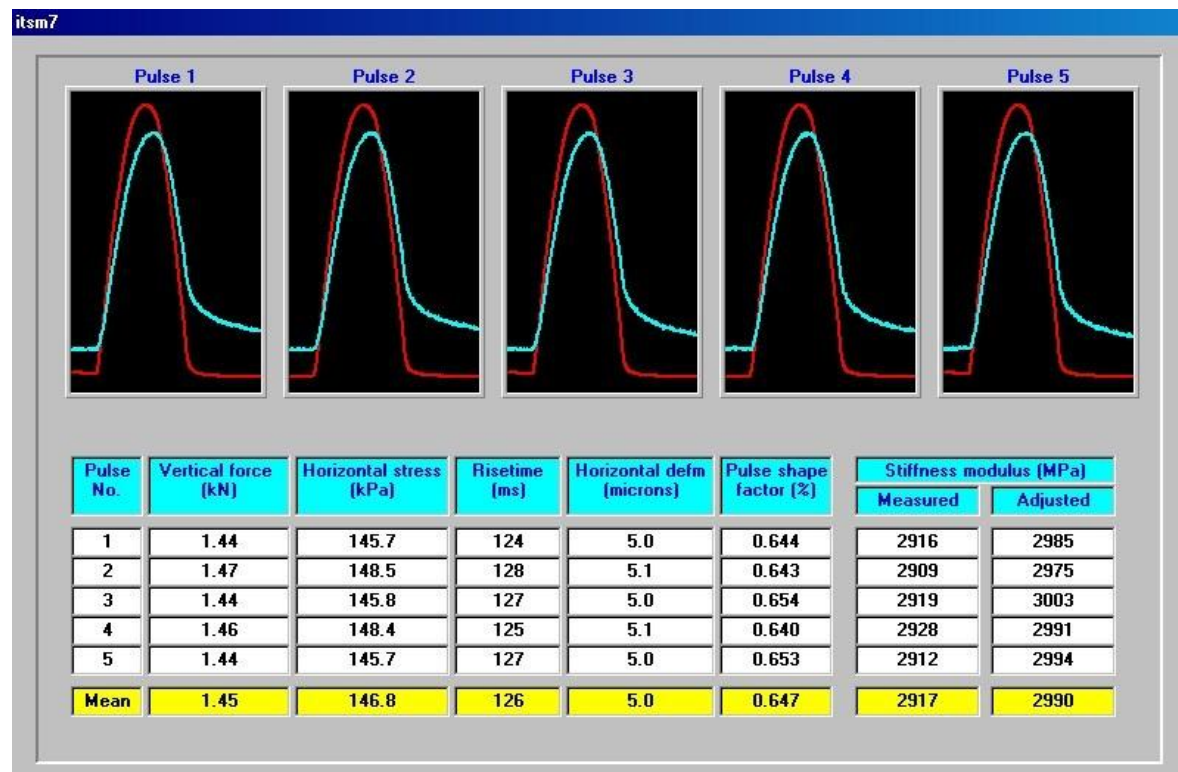 itsm7
Pulse 1 Pulse 2 Pulse 3 Pulse 4 Pulse 5
Pulse No. Vertical force (kN) Horizontal stress (kPa) Risetime (ms) Horizontal defm (microns) Pulse shape factor (%) Stiffness modulus (MPa)
Measured Adjusted
1 1.44 145.7 124 5.0 0.644 2916 2985
2 1.47 148.5 128 5.1 0.643 2909 2975
3 1.44 145.8 127 5.0 0.654 2919 3003
4 1.46 148.4 125 5.1 0.640 2928 2991
5 1.44 145.7 127 5.0 0.653 2912 2994
Mean 1.45 146.8 126 5.0 0.647 2917 2990